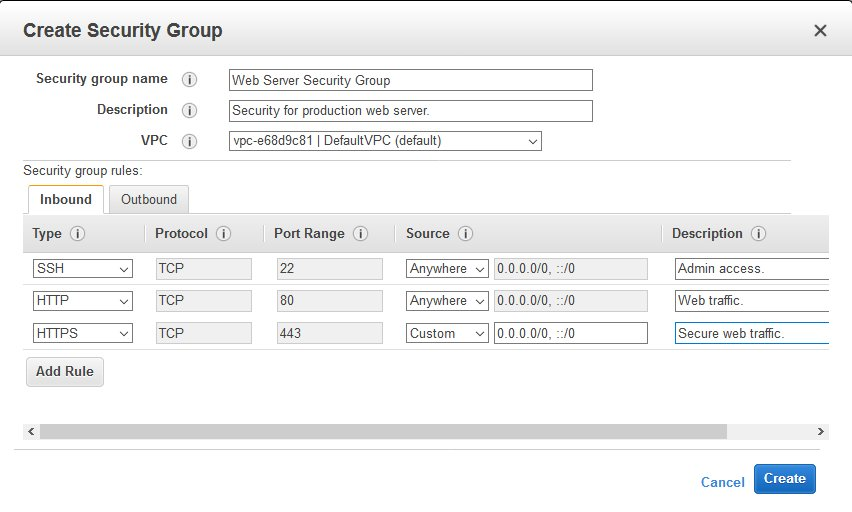 Create Security Group
Security group name
Web Server Security Group
Description
Security for production web server.
VPC
vpc-e68d9c81 | DefaultVPC (default)
Security group rules:
Inbound Outbound
Type Protocol Port Range Source Description
SSH TCP 22 Anywhere 0.0.0.0/0, ::/0 Admin access.
HTTP TCP 80 Anywhere 0.0.0.0/0, ::/0 Web traffic.
HTTPS TCP 443 Custom 0.0.0.0/0, ::/0 Secure web traffic.
Add Rule
Cancel Create